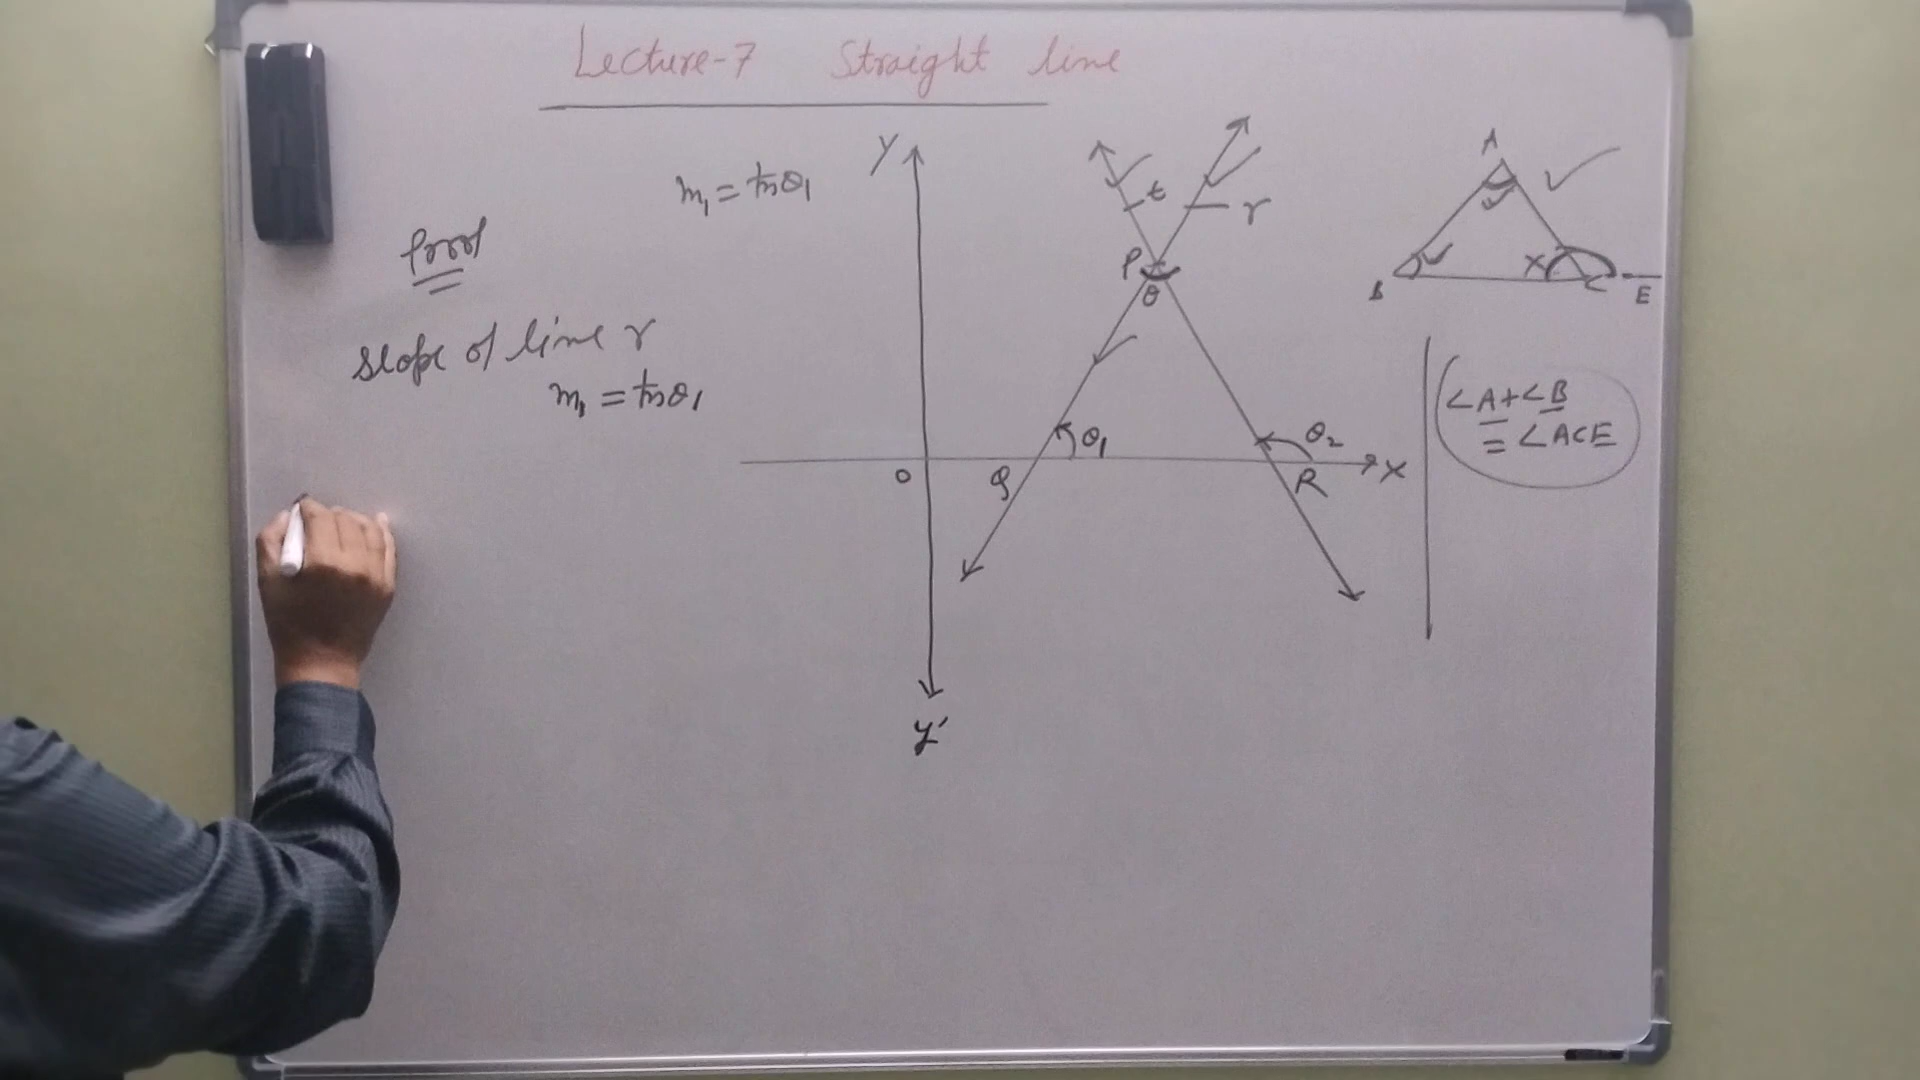 Lecture-7 Straight line
m₁ = tanθ₁
Proof
Slope of line r
m₁ = tanθ₁
Y
t
r
P
θ
θ₁
θ₂
O
Q
R
X
Y'
A
B
X
C
E
∠A+∠B
= ∠ACE